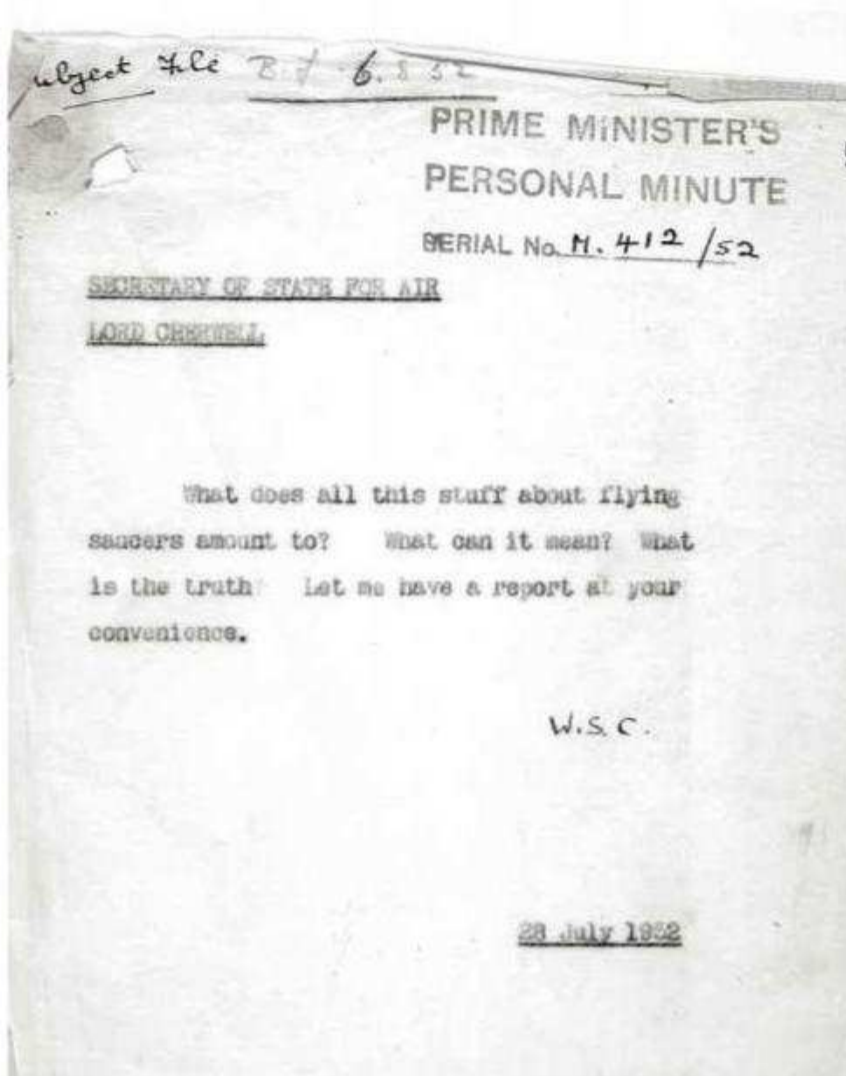 ubject File B.F 6.8 52
PRIME MINISTER'S
PERSONAL MINUTE
SERIAL No. M. 412 /52
SECRETARY OF STATE FOR AIR
LORD CHERWELL
What does all this stuff about flying
saucers amount to? What can it mean? What
is the truth Let me have a report at your
convenience.
W.S.C.
28 July 1952